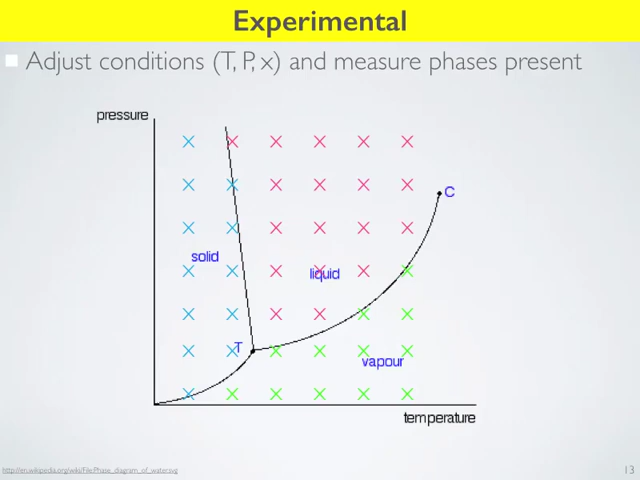 Experimental
Adjust conditions (T, P, x) and measure phases present
pressure
C
solid
liquid
T
vapour
temperature
http://en.wikipedia.org/wiki/File:Phase_diagram_of_water.svg
13